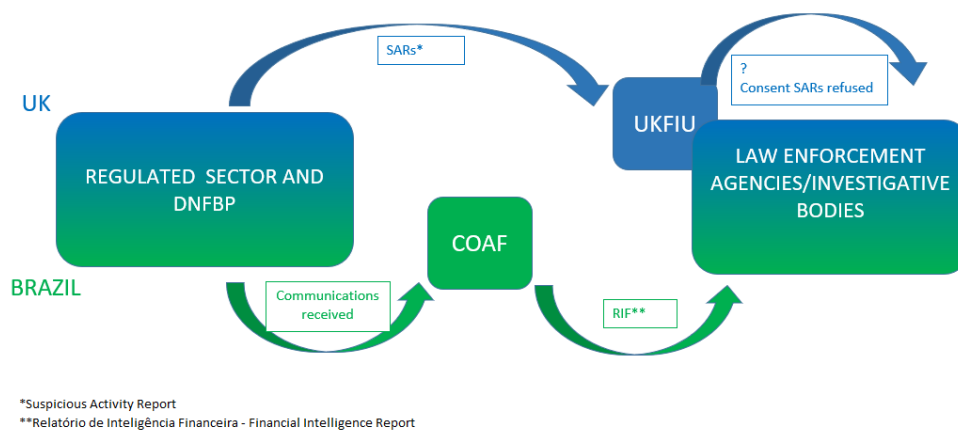 SARs*
?
Consent SARs refused
UK
UKFIU
REGULATED SECTOR AND
DNFBP
LAW ENFORCEMENT
AGENCIES/INVESTIGATIVE
BODIES
COAF
BRAZIL
Communications
received
RIF**
*Suspicious Activity Report
**Relatório de Inteligência Financeira - Financial Intelligence Report